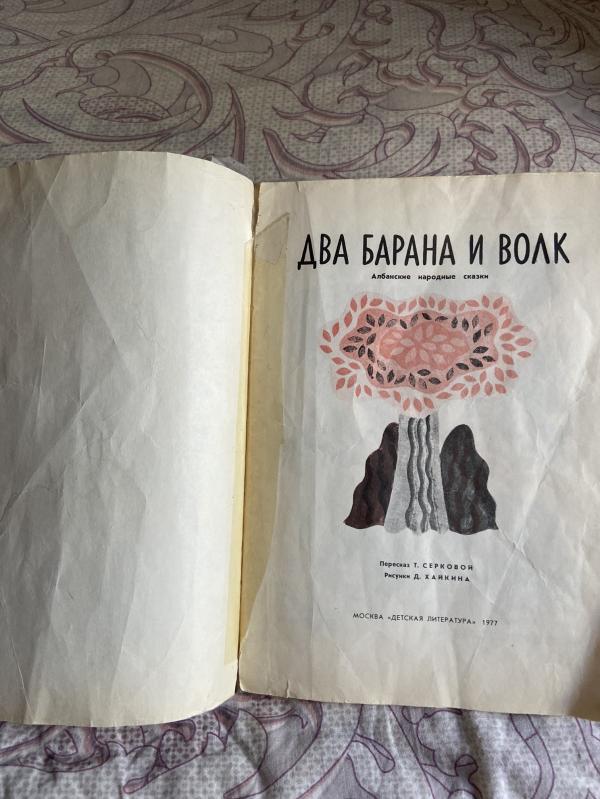 ДВА БАРАНА И ВОЛК
Албанские народные сказки
Пересказ Т. СЕРКОВОЙ
Рисунки Д. ХАЙКИНА
МОСКВА «ДЕТСКАЯ ЛИТЕРАТУРА» 1977